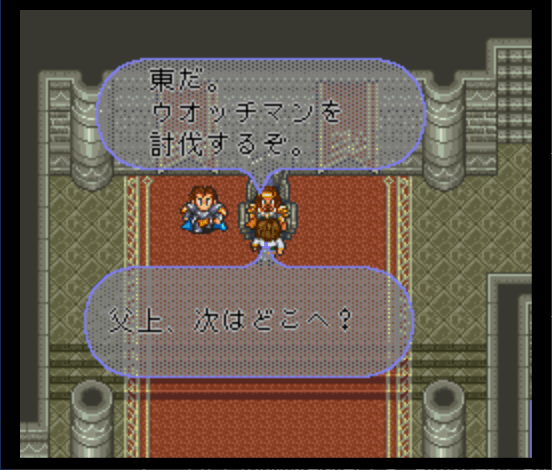 東だ。
ウオッチマンを
討伐するぞ。
父上、次はどこへ？